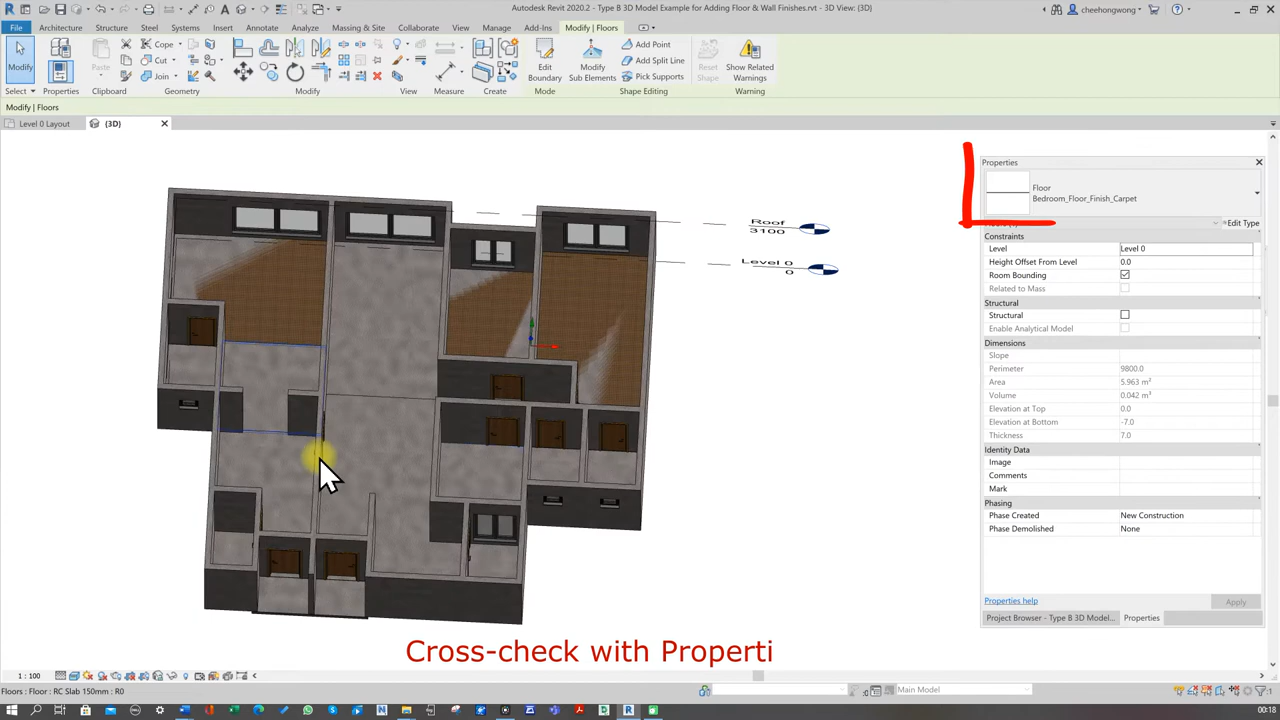 Autodesk Revit 2020.2 - Type B 3D Model Example for Adding Floor & Wall Finishes.rvt - 3D View: {3D}
cheehongwong
File Architecture Structure Steel Systems Insert Annotate Analyze Massing & Site Collaborate View Manage Add-Ins Modify | Floors
Modify
Paste
Cope
Cut
Join
Edit Boundary
Modify Sub Elements
Add Point
Add Split Line
Pick Supports
Reset Shape
Show Related Warnings
Select Properties Clipboard Geometry Modify View Measure Create Mode Shape Editing Warning
Modify | Floors
Level 0 Layout
{3D}
Roof
3100
Level 0
0
Properties
Floor
Bedroom_Floor_Finish_Carpet
Edit Type
Constraints
Level Level 0
Height Offset From Level 0.0
Room Bounding
Related to Mass
Structural
Structural
Enable Analytical Model
Dimensions
Slope
Perimeter 9800.0
Area 5.963 m²
Volume 0.042 m³
Elevation at Top 0.0
Elevation at Bottom -7.0
Thickness 7.0
Identity Data
Image
Comments
Mark
Phasing
Phase Created New Construction
Phase Demolished None
Properties help
Apply
Project Browser - Type B 3D Model... Properties
Cross-check with Properti
1 : 100
Floors : Floor : RC Slab 150mm : R0
:0
Main Model
:1
00:18